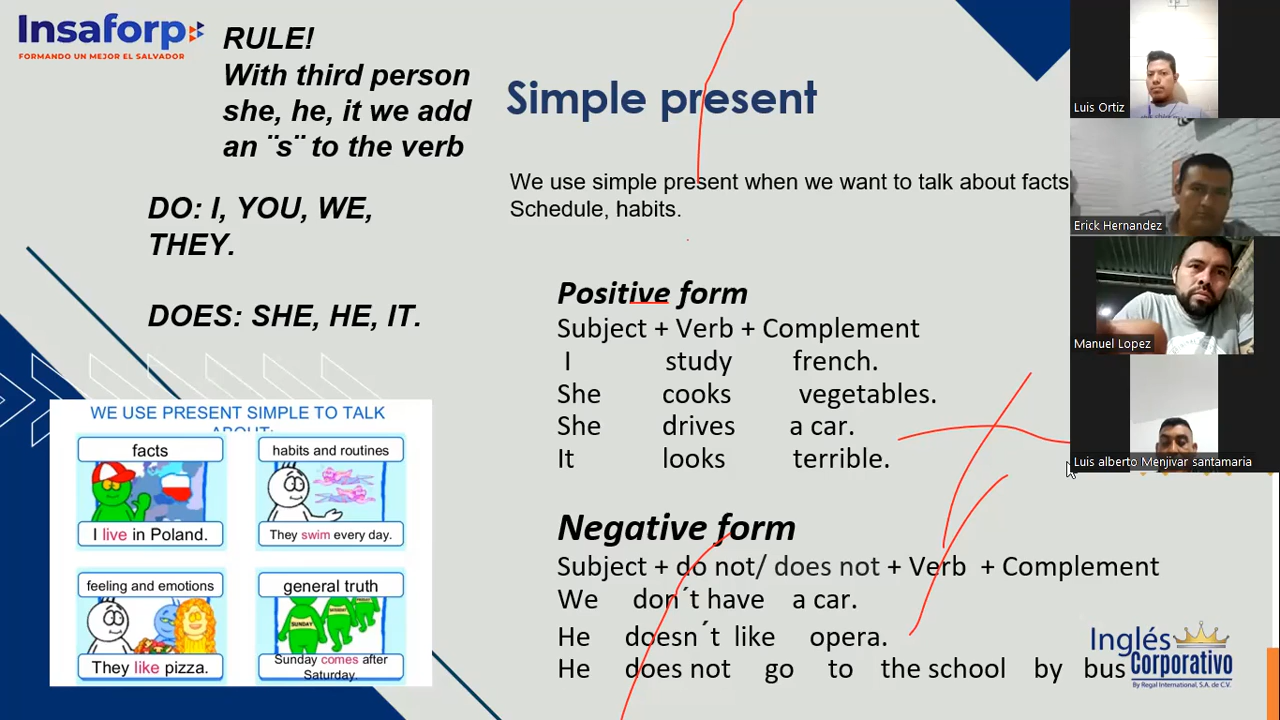 Insaforp
FORMANDO UN MEJOR EL SALVADOR
RULE!
With third person
she, he, it we add
an ¨s¨ to the verb
DO: I, YOU, WE,
THEY.
DOES: SHE, HE, IT.
WE USE PRESENT SIMPLE TO TALK
ABOUT:
facts
I live in Poland.
habits and routines
They swim every day.
feeling and emotions
They like pizza.
general truth
SUNDAY
Sunday comes after
Saturday.
Simple present
We use simple present when we want to talk about facts
Schedule, habits.
Positive form
Subject + Verb + Complement
I study french.
She cooks vegetables.
She drives a car.
It looks terrible.
Negative form
Subject + do not/ does not + Verb + Complement
We don´t have a car.
He doesn´t like opera.
He does not go to the school by bus
Inglés
Corporativo
By Regal International, S.A. de C.V.
Luis Ortiz
Erick Hernandez
Manuel Lopez
Luis alberto Menjivar santamaria